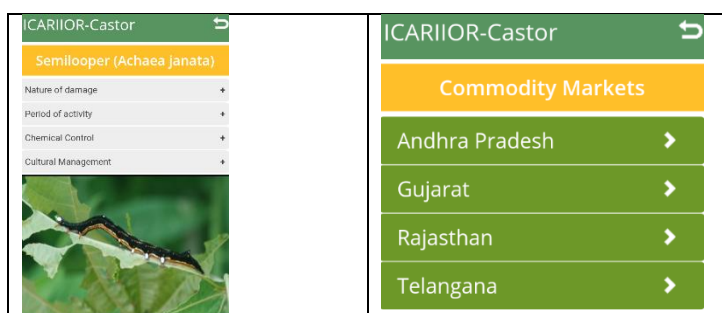 ICARIIOR-Castor
Semilooper (Achaea janata)
Nature of damage +
Period of activity +
Chemical Control +
Cultural Management +
ICARIIOR-Castor
Commodity Markets
Andhra Pradesh
Gujarat
Rajasthan
Telangana